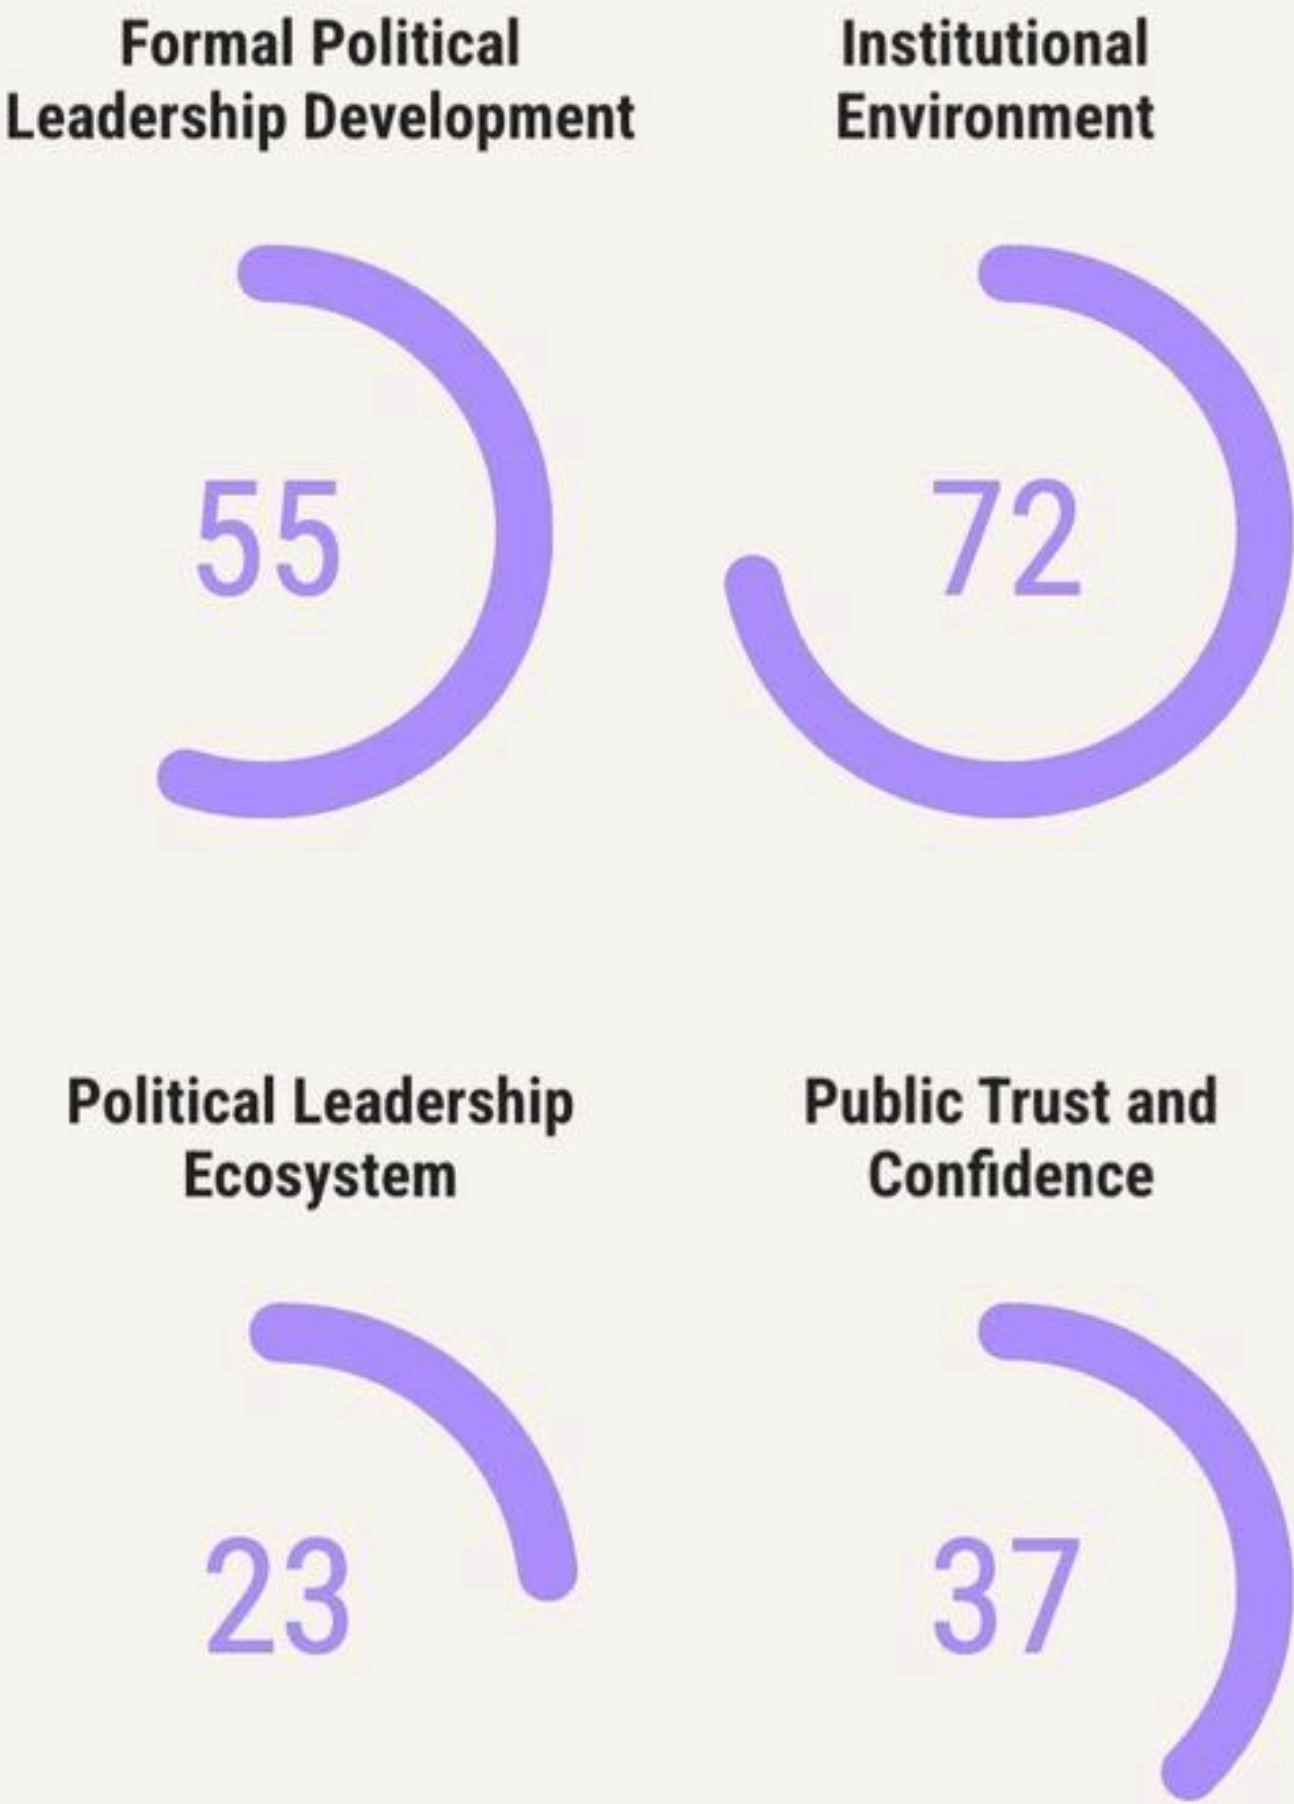 Formal Political
Leadership Development
55
Institutional
Environment
72
Political Leadership
Ecosystem
23
Public Trust and
Confidence
37